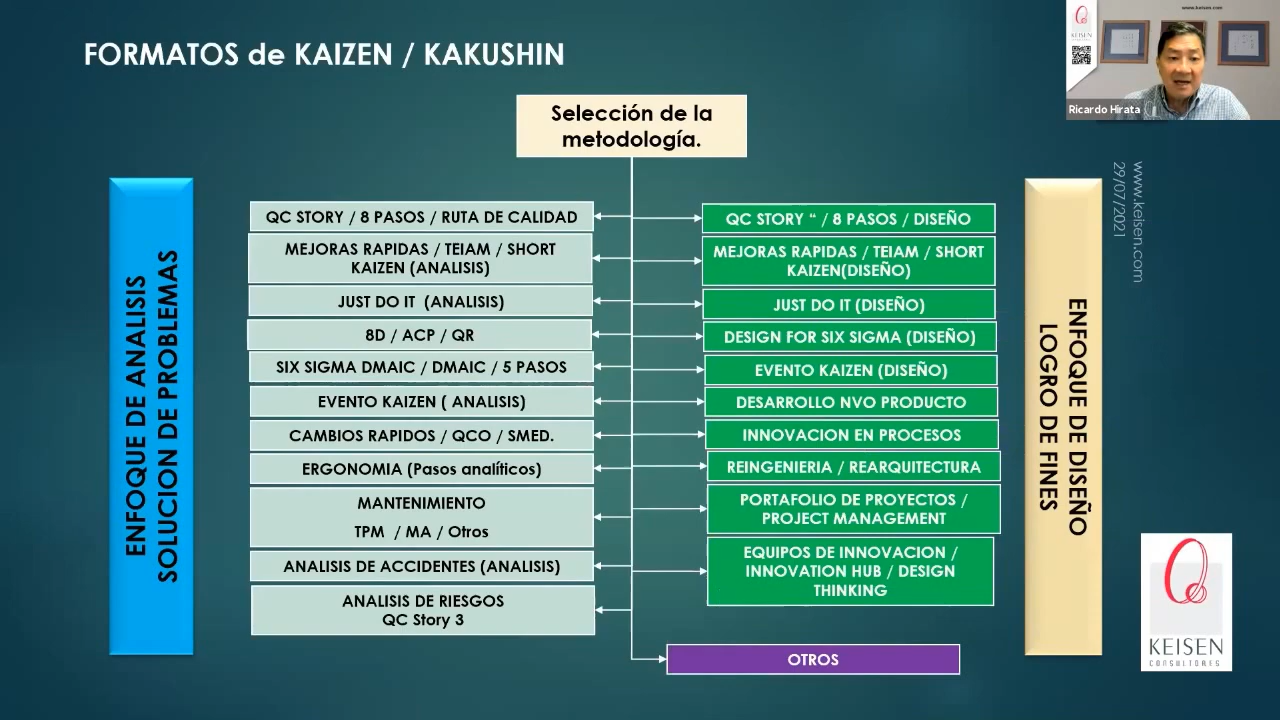 FORMATOS de KAIZEN / KAKUSHIN
www.keisen.com
KEISEN
Ricardo Hirata
Selección de la
metodología.
www.keisen.com
29/07/2021
ENFOQUE DE ANALISIS
SOLUCION DE PROBLEMAS
QC STORY / 8 PASOS / RUTA DE CALIDAD
MEJORAS RAPIDAS / TEIAM / SHORT
KAIZEN (ANALISIS)
JUST DO IT (ANALISIS)
8D / ACP / QR
SIX SIGMA DMAIC / DMAIC / 5 PASOS
EVENTO KAIZEN ( ANALISIS)
CAMBIOS RAPIDOS / QCO / SMED.
ERGONOMIA (Pasos analíticos)
MANTENIMIENTO
TPM / MA / Otros
ANALISIS DE ACCIDENTES (ANALISIS)
ANALISIS DE RIESGOS
QC Story 3
QC STORY “ / 8 PASOS / DISEÑO
MEJORAS RAPIDAS / TEIAM / SHORT
KAIZEN(DISEÑO)
JUST DO IT (DISEÑO)
DESIGN FOR SIX SIGMA (DISEÑO)
EVENTO KAIZEN (DISEÑO)
DESARROLLO NVO PRODUCTO
INNOVACION EN PROCESOS
REINGENIERIA / REARQUITECTURA
PORTAFOLIO DE PROYECTOS /
PROJECT MANAGEMENT
EQUIPOS DE INNOVACION /
INNOVATION HUB / DESIGN
THINKING
OTROS
ENFOQUE DE DISEÑO
LOGRO DE FINES
KEISEN
CONSULTORES